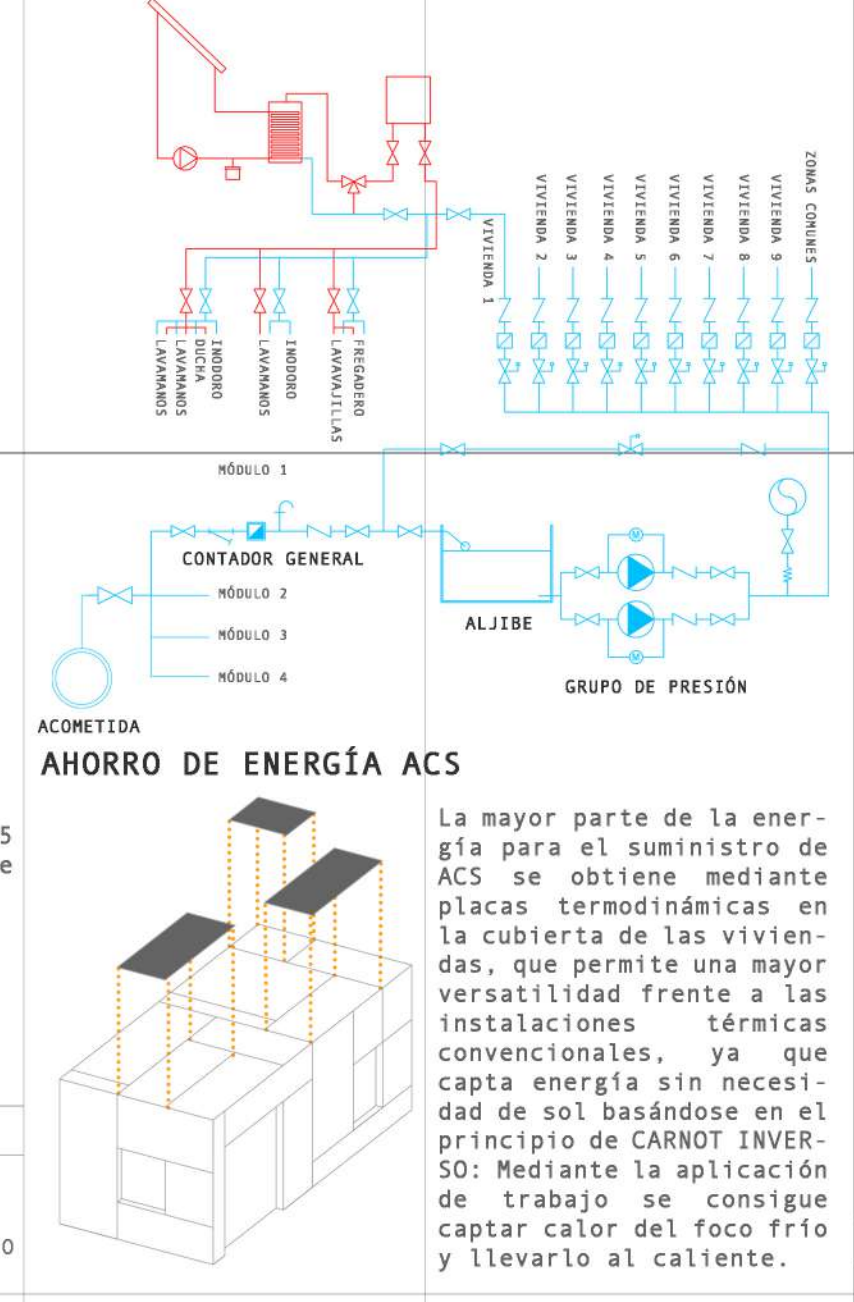 ZONAS COMUNES
VIVIENDA 1
VIVIENDA 2
VIVIENDA 3
VIVIENDA 4
VIVIENDA 5
VIVIENDA 6
VIVIENDA 7
VIVIENDA 8
VIVIENDA 9
LAVAMANOS
LAVAMANOS
DUCHA
INODORO
LAVAMANOS
INODORO
LAVAVAJILLAS
FREGADERO
MÓDULO 1
CONTADOR GENERAL
MÓDULO 2
MÓDULO 3
MÓDULO 4
ACOMETIDA
ALJIBE
M
M
GRUPO DE PRESIÓN
AHORRO DE ENERGÍA ACS
5
e
0
La mayor parte de la ener-
gía para el suministro de
ACS se obtiene mediante
placas termodinámicas en
la cubierta de las vivien-
das, que permite una mayor
versatilidad frente a las
instalaciones térmicas
convencionales, ya que
capta energía sin necesi-
dad de sol basándose en el
principio de CARNOT INVER-
SO: Mediante la aplicación
de trabajo se consigue
captar calor del foco frío
y llevarlo al caliente.